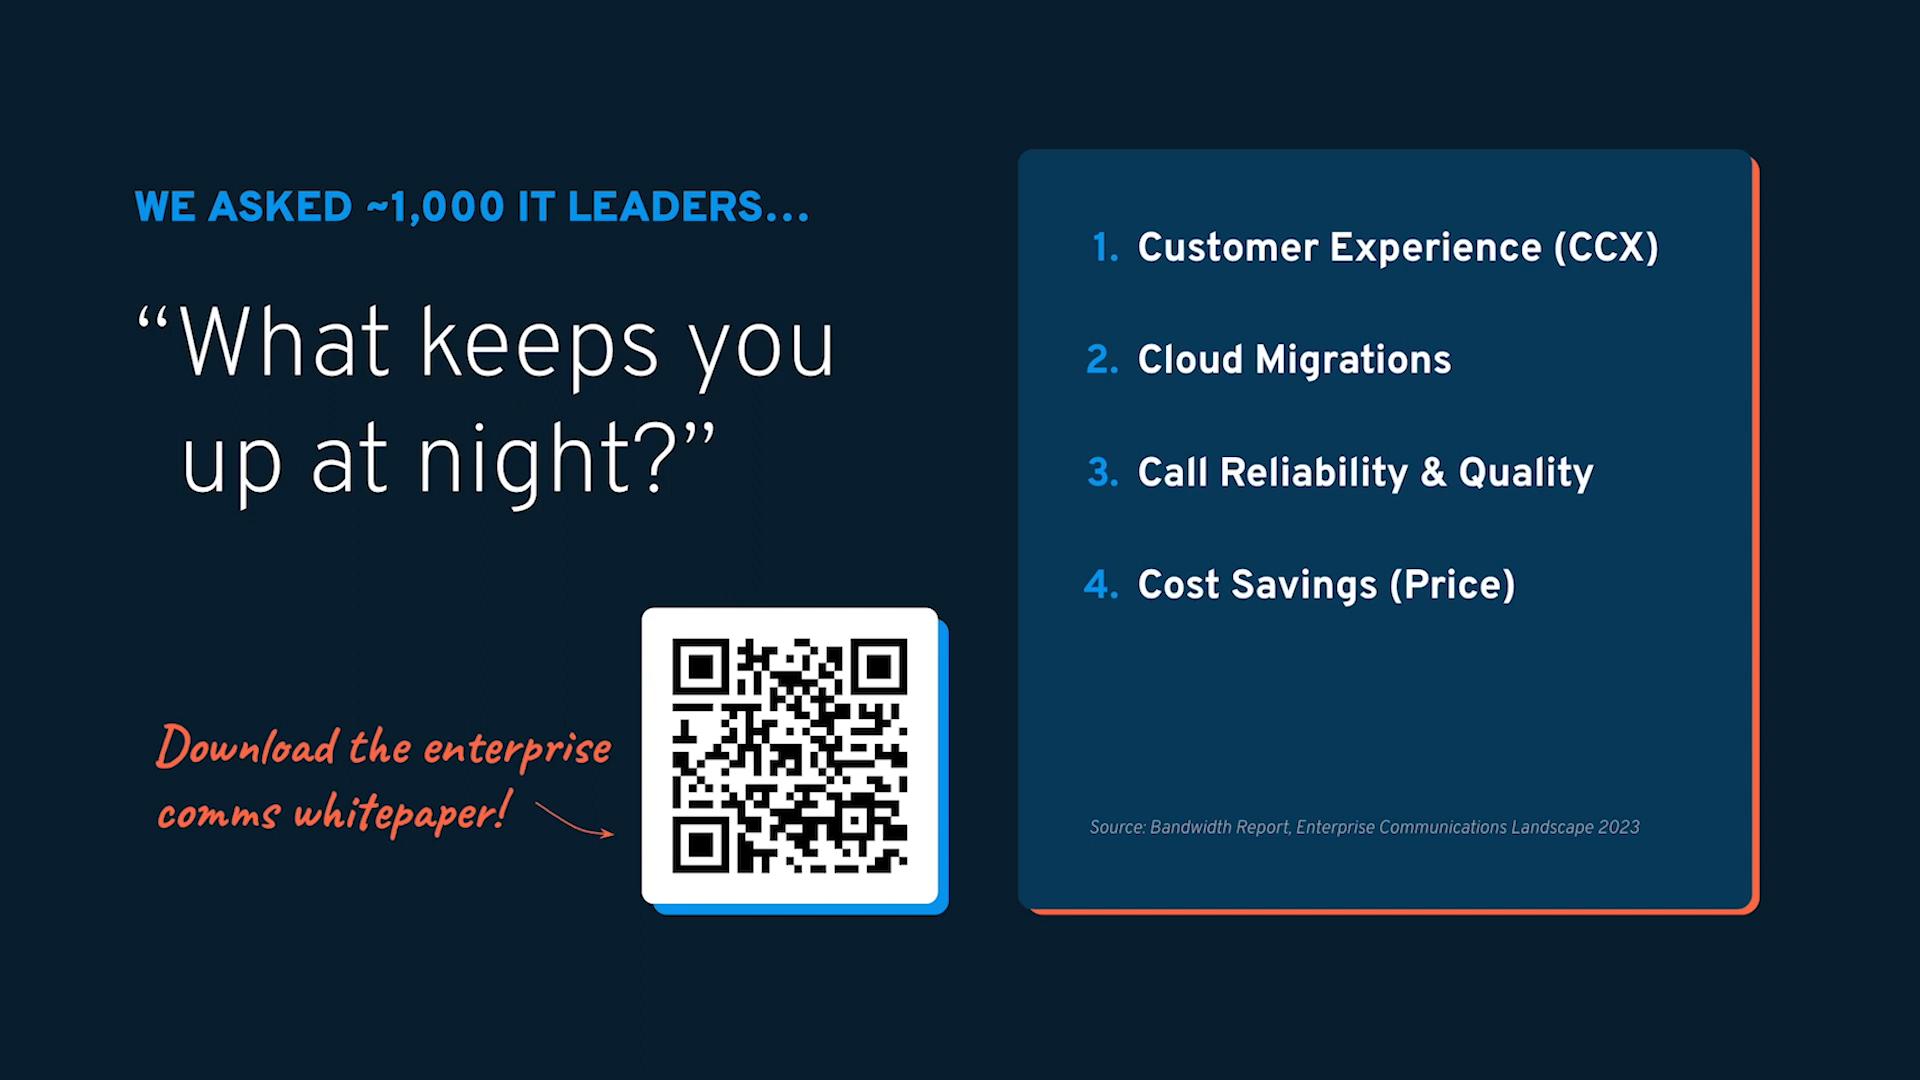 WE ASKED ~1,000 IT LEADERS...
“What keeps you
up at night?”
Download the enterprise
comms whitepaper!
1. Customer Experience (CCX)
2. Cloud Migrations
3. Call Reliability & Quality
4. Cost Savings (Price)
Source: Bandwidth Report, Enterprise Communications Landscape 2023